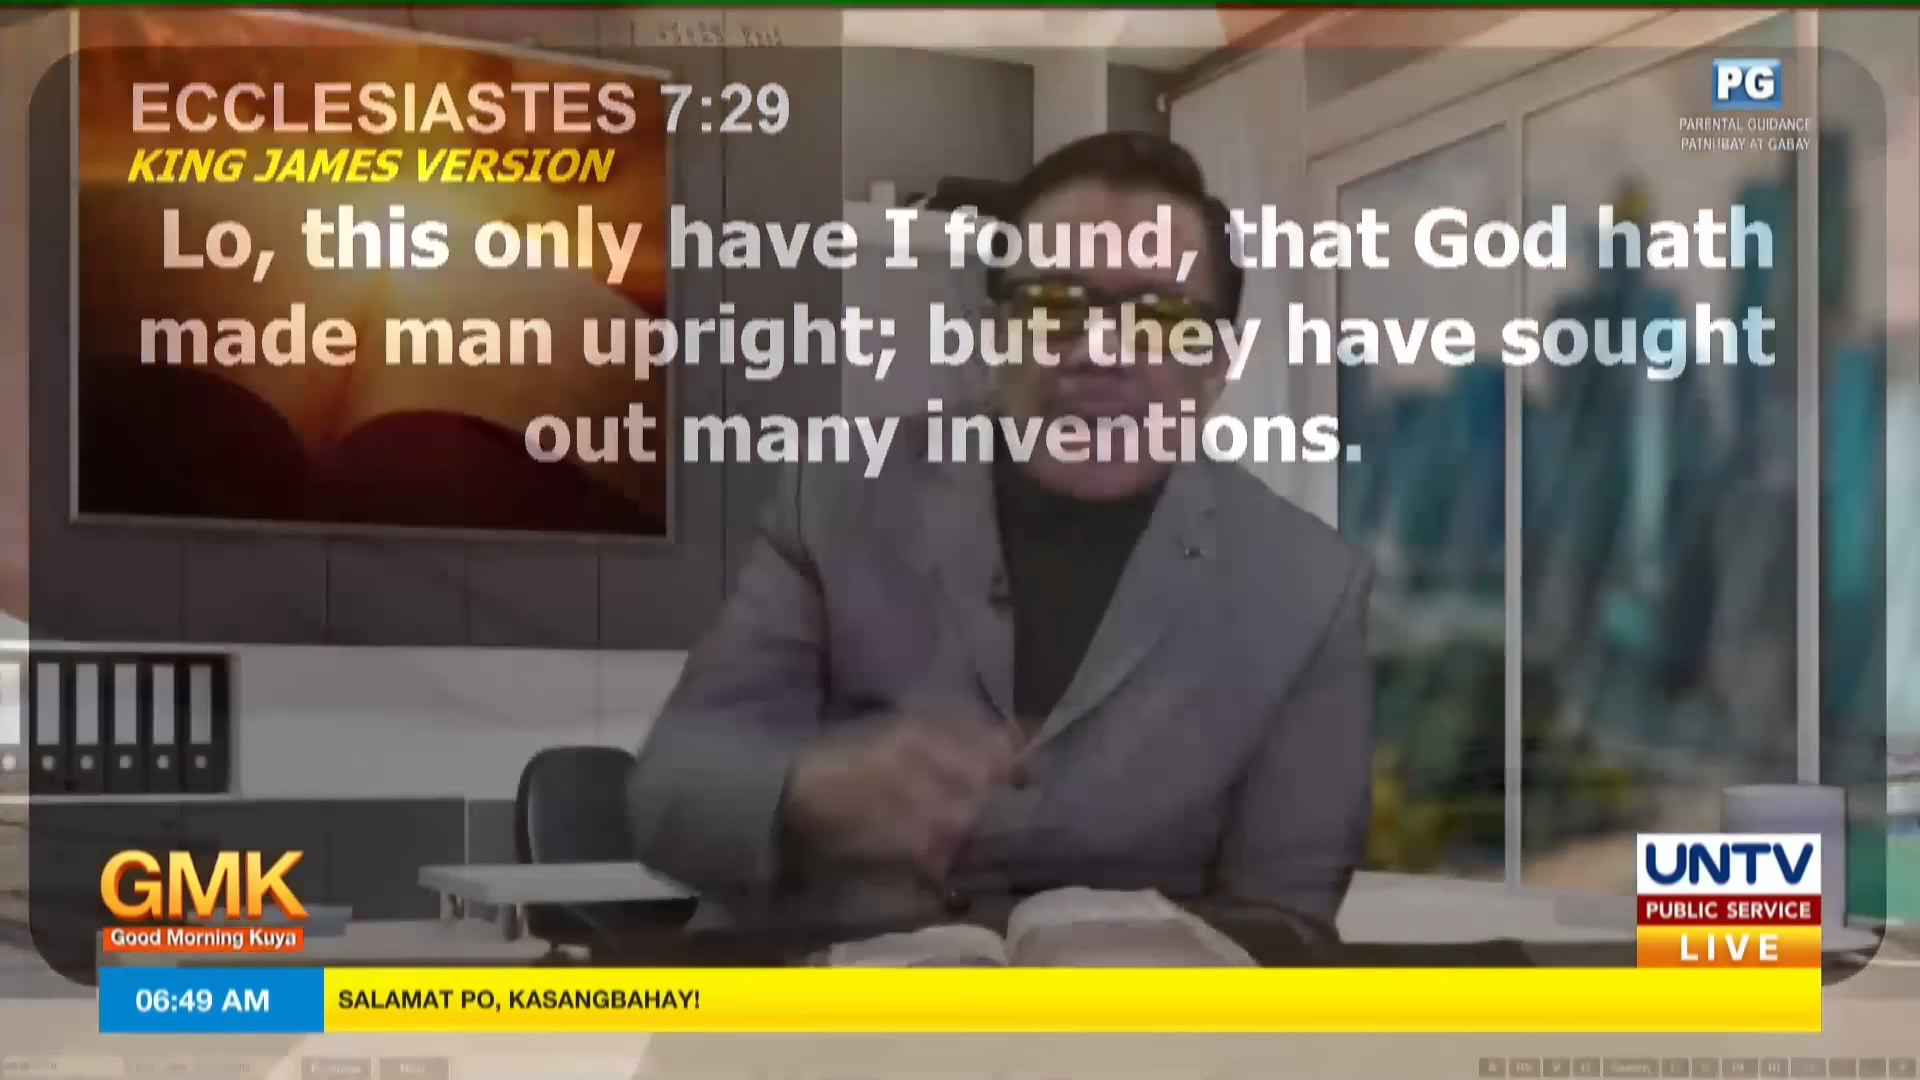 ECCLESIASTES 7:29
KING JAMES VERSION
PG
PARENTAL GUIDANCE
PATNUBAY AT GABAY
Lo, this only have I found, that God hath
made man upright; but they have sought
out many inventions.
GMK
Good Morning Kuya
UNTV
PUBLIC SERVICE
LIVE
06:49 AM
SALAMAT PO, KASANGBAHAY!